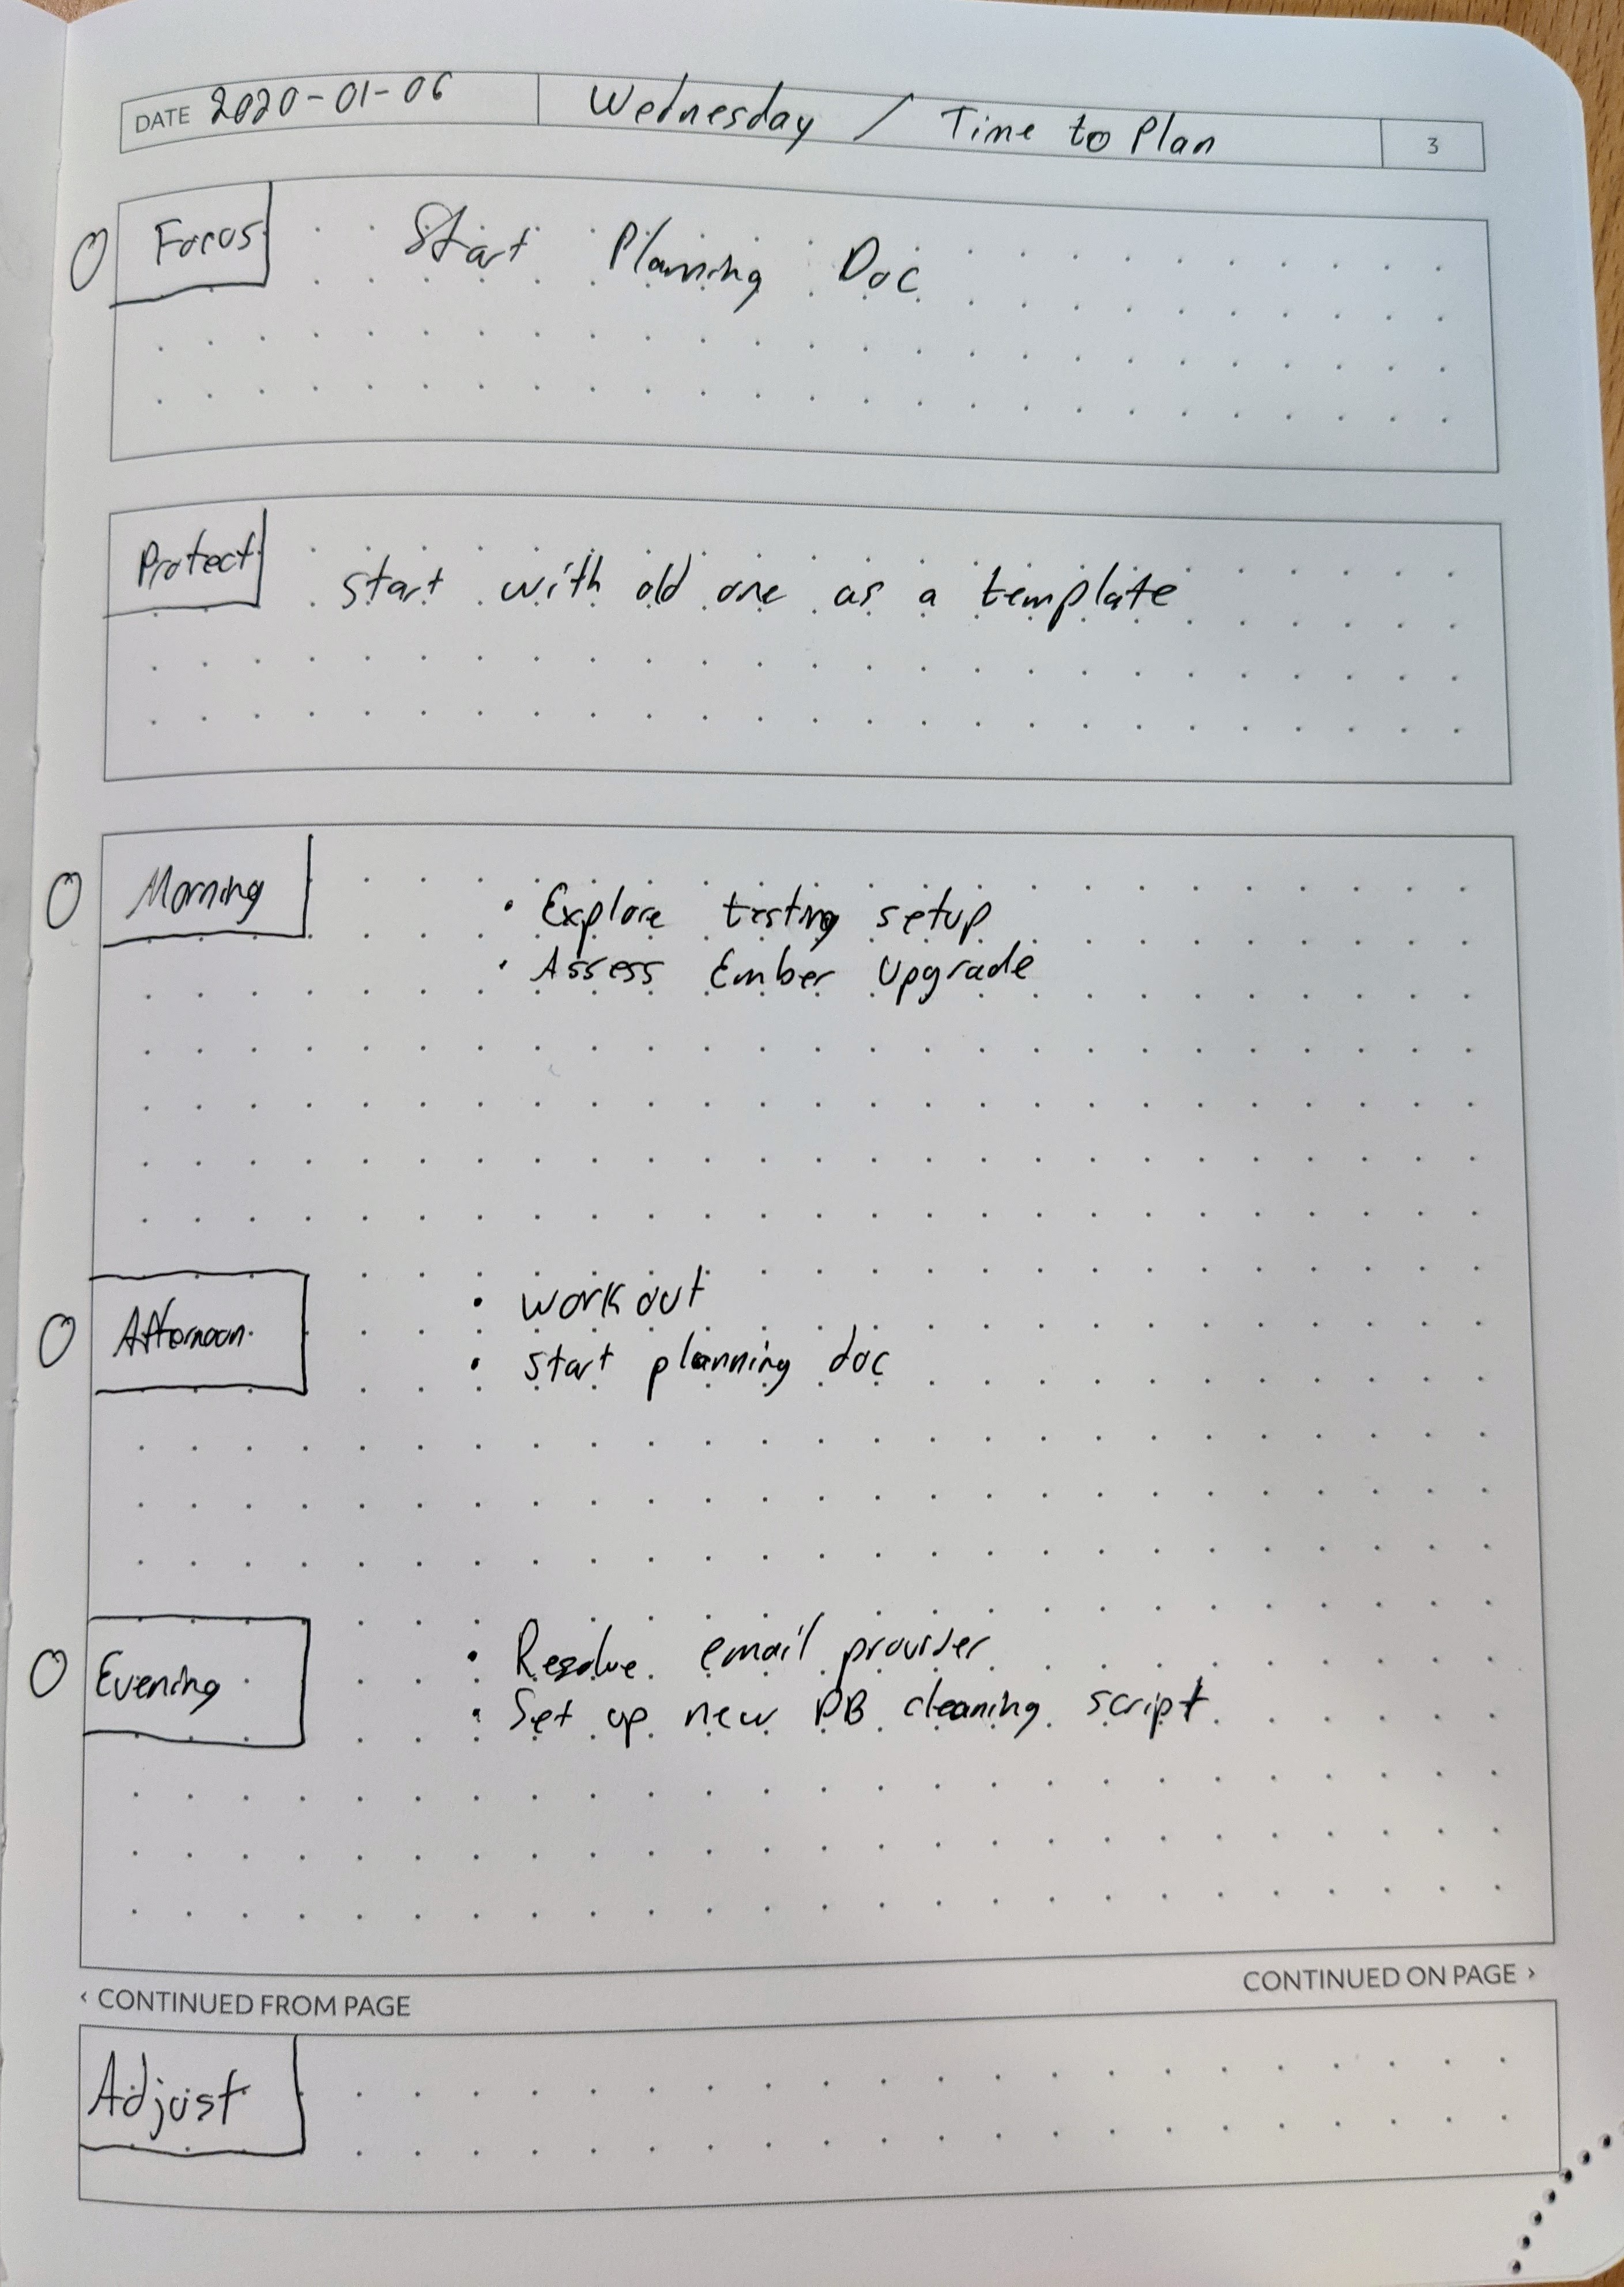 DATE 2020-01-06 Wednesday / Time to Plan 3
Focus Start Planning Doc
Protect start with old one as a template
Morning • Explore testing setup
• Assess Ember Upgrade
Afternoon • workout
• start planning doc
Evening • Resolve email provider
• Set up new DB cleaning script
‹ CONTINUED FROM PAGE CONTINUED ON PAGE ›
Adjust